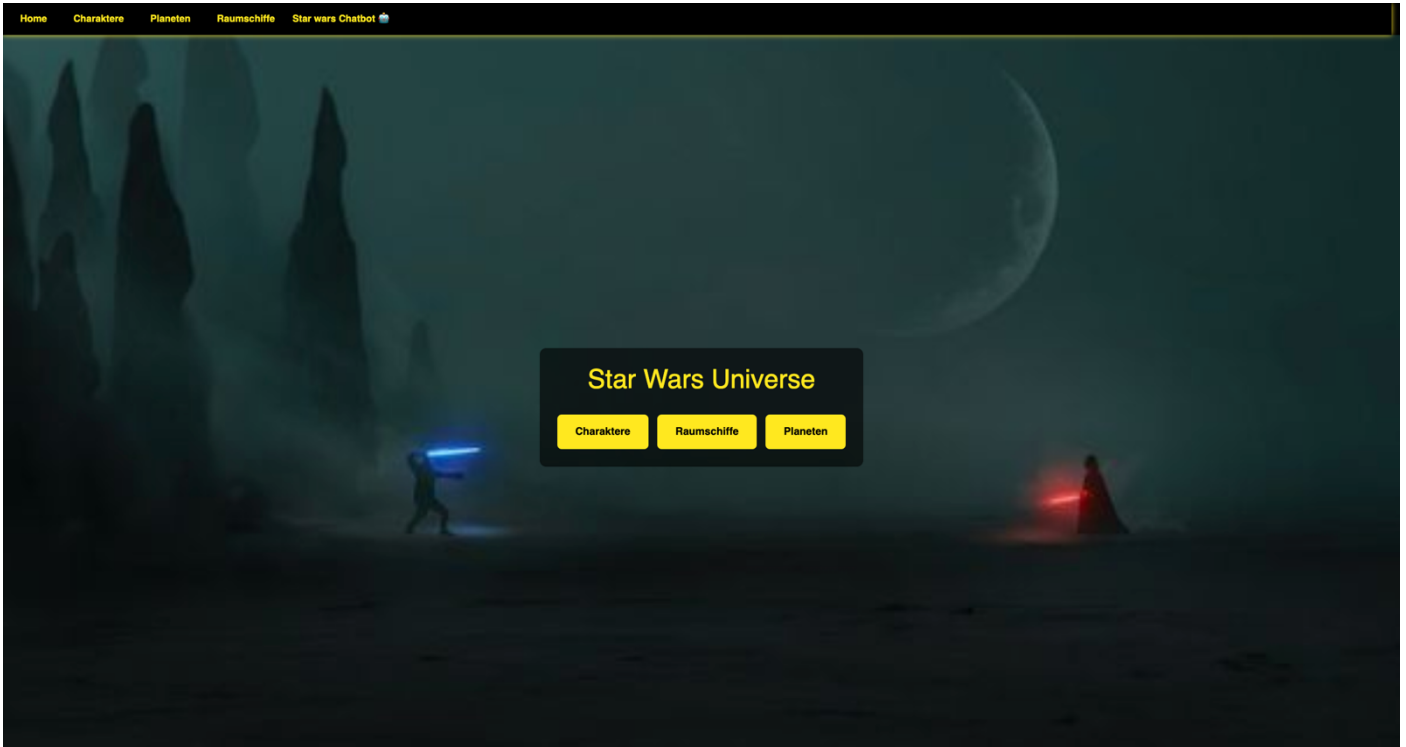 Home Charaktere Planeten Raumschiffe Star wars Chatbot 🤖
Star Wars Universe
Charaktere Raumschiffe Planeten